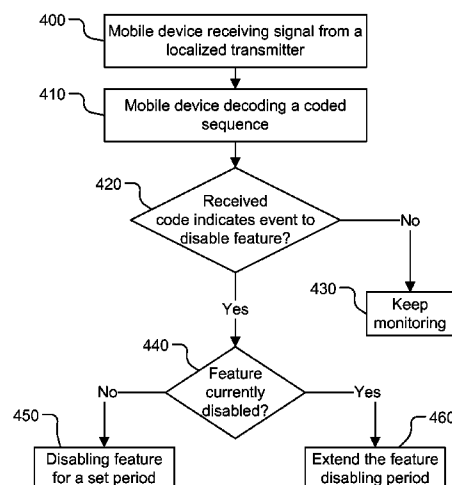 400
Mobile device receiving signal from a
localized transmitter
410
Mobile device decoding a coded
sequence
420
Received
code indicates event to
disable feature?
No
430
Keep
monitoring
Yes
440
Feature
currently
disabled?
No
Yes
450
Disabling feature
for a set period
460
Extend the feature
disabling period